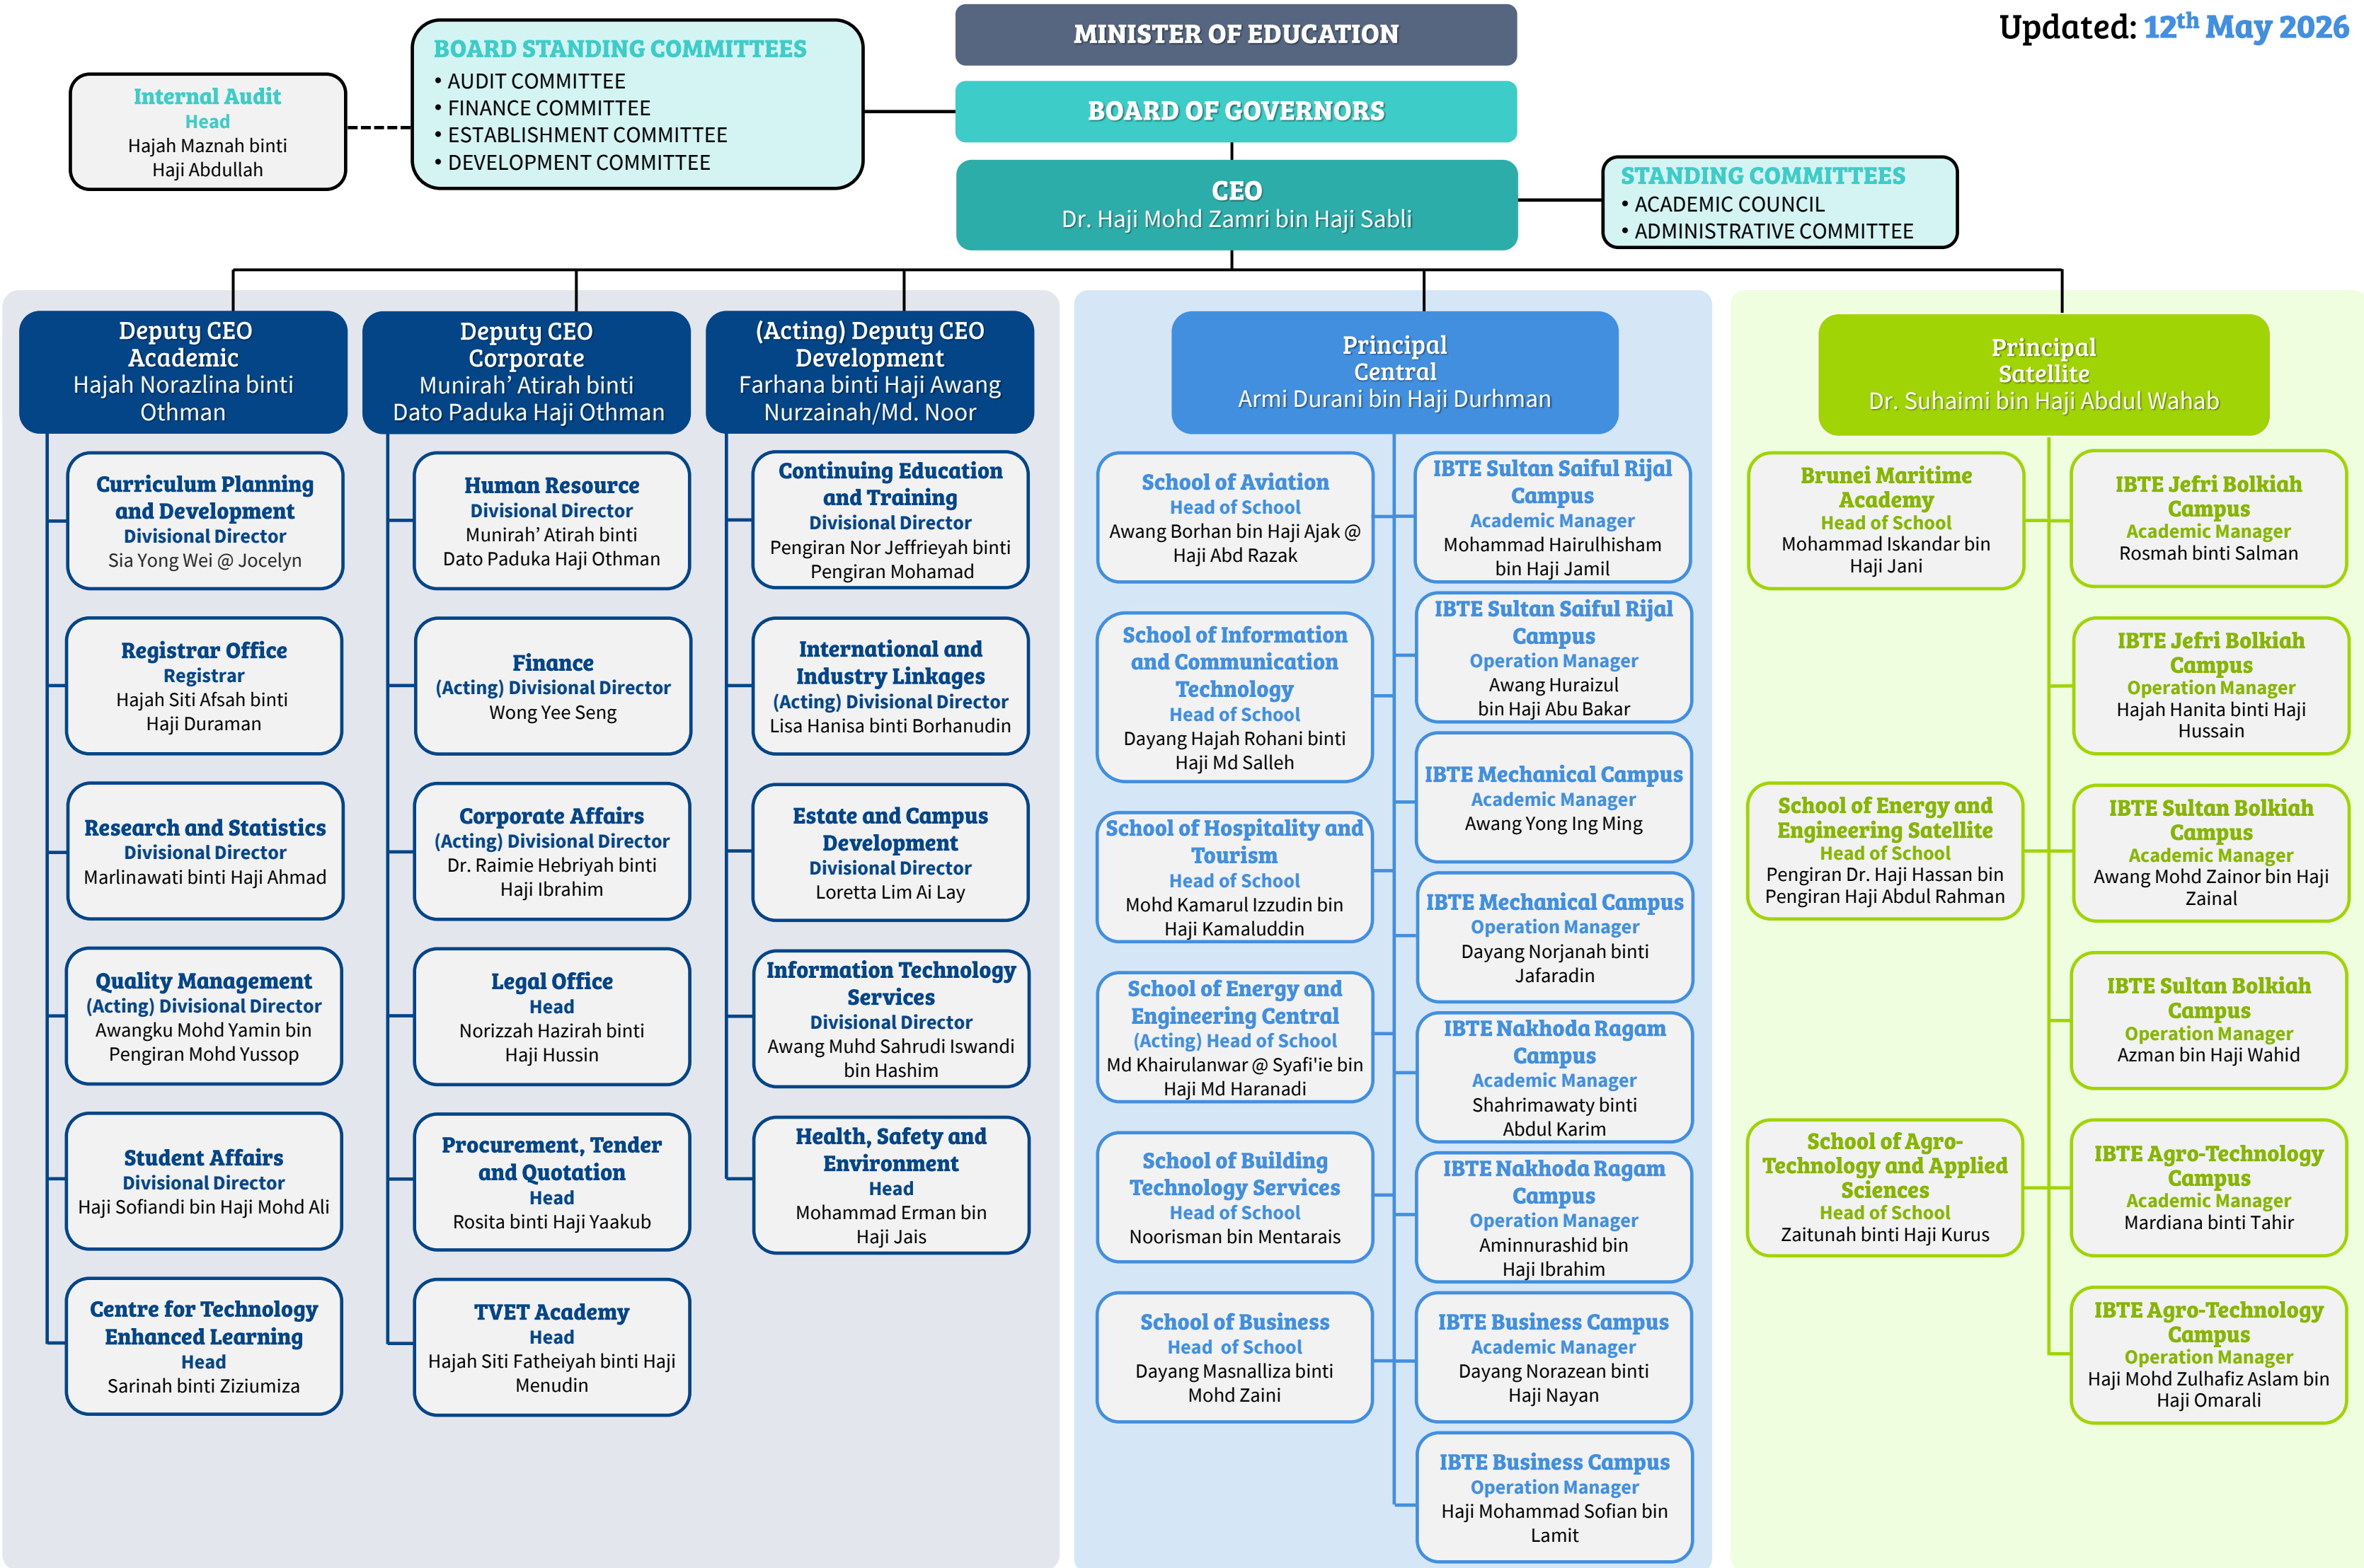 Updated: 12th May 2026
MINISTER OF EDUCATION
BOARD OF GOVERNORS
CEO
Dr. Haji Mohd Zamri bin Haji Sabli
BOARD STANDING COMMITTEES
• AUDIT COMMITTEE
• FINANCE COMMITTEE
• ESTABLISHMENT COMMITTEE
• DEVELOPMENT COMMITTEE
Internal Audit
Head
Hajah Maznah binti
Haji Abdullah
STANDING COMMITTEES
• ACADEMIC COUNCIL
• ADMINISTRATIVE COMMITTEE
Deputy CEO
Academic
Hajah Norazlina binti
Othman
Curriculum Planning
and Development
Divisional Director
Sia Yong Wei @ Jocelyn
Registrar Office
Registrar
Hajah Siti Afsah binti
Haji Duraman
Research and Statistics
Divisional Director
Marlinawati binti Haji Ahmad
Quality Management
(Acting) Divisional Director
Awangku Mohd Yamin bin
Pengiran Mohd Yussop
Student Affairs
Divisional Director
Haji Sofiandi bin Haji Mohd Ali
Centre for Technology
Enhanced Learning
Head
Sarinah binti Ziziumiza
Deputy CEO
Corporate
Munirah’ Atirah binti
Dato Paduka Haji Othman
Human Resource
Divisional Director
Munirah’ Atirah binti
Dato Paduka Haji Othman
Finance
(Acting) Divisional Director
Wong Yee Seng
Corporate Affairs
(Acting) Divisional Director
Dr. Raimie Hebriyah binti
Haji Ibrahim
Legal Office
Head
Norizzah Hazirah binti
Haji Hussin
Procurement, Tender
and Quotation
Head
Rosita binti Haji Yaakub
TVET Academy
Head
Hajah Siti Fatheiyah binti Haji
Menudin
(Acting) Deputy CEO
Development
Farhana binti Haji Awang
Nurzainah/Md. Noor
Continuing Education
and Training
Divisional Director
Pengiran Nor Jeffrieyah binti
Pengiran Mohamad
International and
Industry Linkages
(Acting) Divisional Director
Lisa Hanisa binti Borhanudin
Estate and Campus
Development
Divisional Director
Loretta Lim Ai Lay
Information Technology
Services
Divisional Director
Awang Muhd Sahrudi Iswandi
bin Hashim
Health, Safety and
Environment
Head
Mohammad Erman bin
Haji Jais
Principal
Central
Armi Durani bin Haji Durhman
School of Aviation
Head of School
Awang Borhan bin Haji Ajak @
Haji Abd Razak
School of Information
and Communication
Technology
Head of School
Dayang Hajah Rohani binti
Haji Md Salleh
School of Hospitality and
Tourism
Head of School
Mohd Kamarul Izzudin bin
Haji Kamaluddin
School of Energy and
Engineering Central
(Acting) Head of School
Md Khairulanwar @ Syafi'ie bin
Haji Md Haranadi
School of Building
Technology Services
Head of School
Noorisman bin Mentarais
School of Business
Head of School
Dayang Masnalliza binti
Mohd Zaini
IBTE Sultan Saiful Rijal
Campus
Academic Manager
Mohammad Hairulhisham
bin Haji Jamil
IBTE Sultan Saiful Rijal
Campus
Operation Manager
Awang Huraizul
bin Haji Abu Bakar
IBTE Mechanical Campus
Academic Manager
Awang Yong Ing Ming
IBTE Mechanical Campus
Operation Manager
Dayang Norjanah binti
Jafaradin
IBTE Nakhoda Ragam
Campus
Academic Manager
Shahrimawaty binti
Abdul Karim
IBTE Nakhoda Ragam
Campus
Operation Manager
Aminnurashid bin
Haji Ibrahim
IBTE Business Campus
Academic Manager
Dayang Norazean binti
Haji Nayan
IBTE Business Campus
Operation Manager
Haji Mohammad Sofian bin
Lamit
Principal
Satellite
Dr. Suhaimi bin Haji Abdul Wahab
Brunei Maritime
Academy
Head of School
Mohammad Iskandar bin
Haji Jani
School of Energy and
Engineering Satellite
Head of School
Pengiran Dr. Haji Hassan bin
Pengiran Haji Abdul Rahman
School of Agro-
Technology and Applied
Sciences
Head of School
Zaitunah binti Haji Kurus
IBTE Jefri Bolkiah
Campus
Academic Manager
Rosmah binti Salman
IBTE Jefri Bolkiah
Campus
Operation Manager
Hajah Hanita binti Haji
Hussain
IBTE Sultan Bolkiah
Campus
Academic Manager
Awang Mohd Zainor bin Haji
Zainal
IBTE Sultan Bolkiah
Campus
Operation Manager
Azman bin Haji Wahid
IBTE Agro-Technology
Campus
Academic Manager
Mardiana binti Tahir
IBTE Agro-Technology
Campus
Operation Manager
Haji Mohd Zulhafiz Aslam bin
Haji Omarali